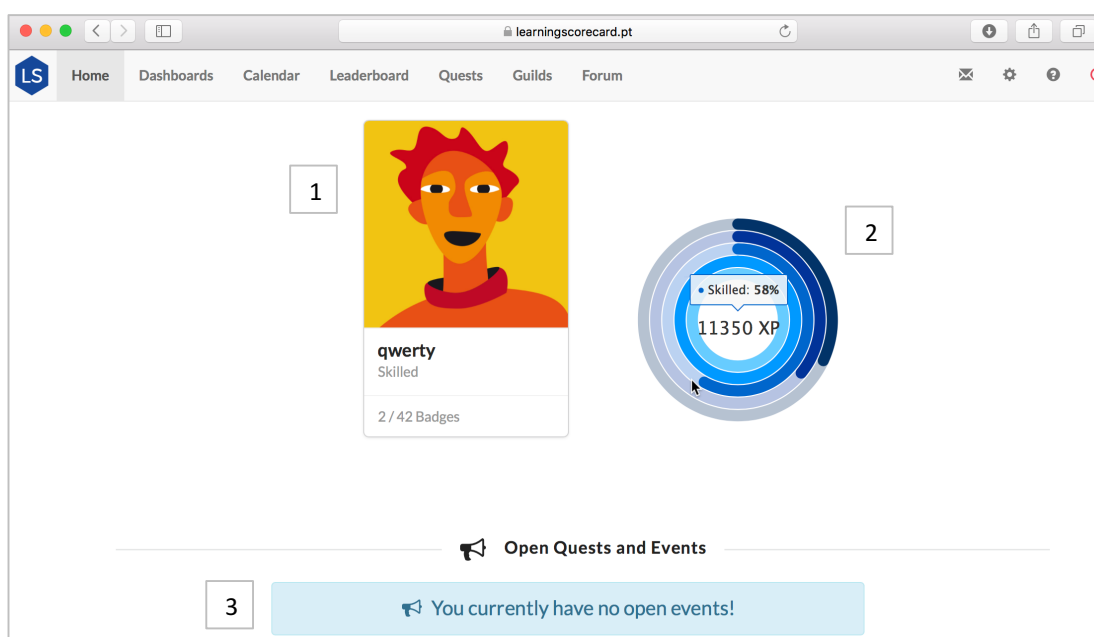 learningscorecard.pt
LS Home Dashboards Calendar Leaderboard Quests Guilds Forum
1
2
• Skilled: 58%
11350 XP
qwerty
Skilled
2 / 42 Badges
Open Quests and Events
3
You currently have no open events!